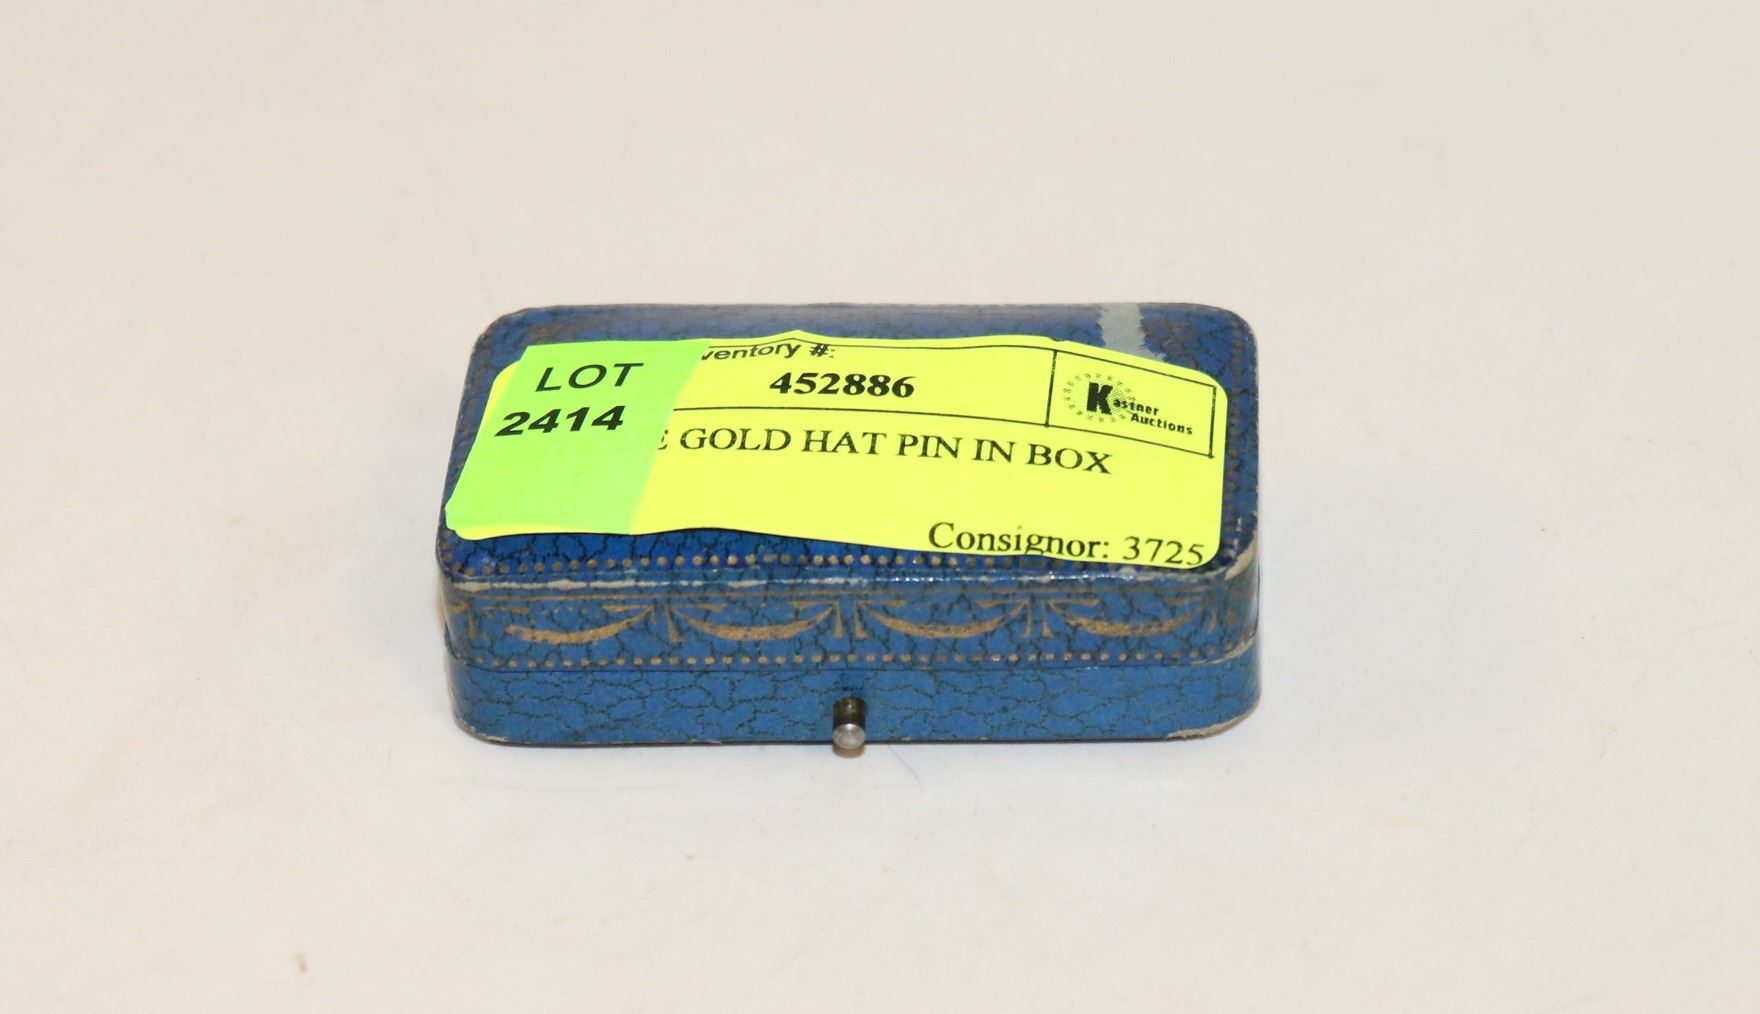 LOT
2414
ventory #:
452886
Kastner
Auctions
E GOLD HAT PIN IN BOX
Consignor: 3725